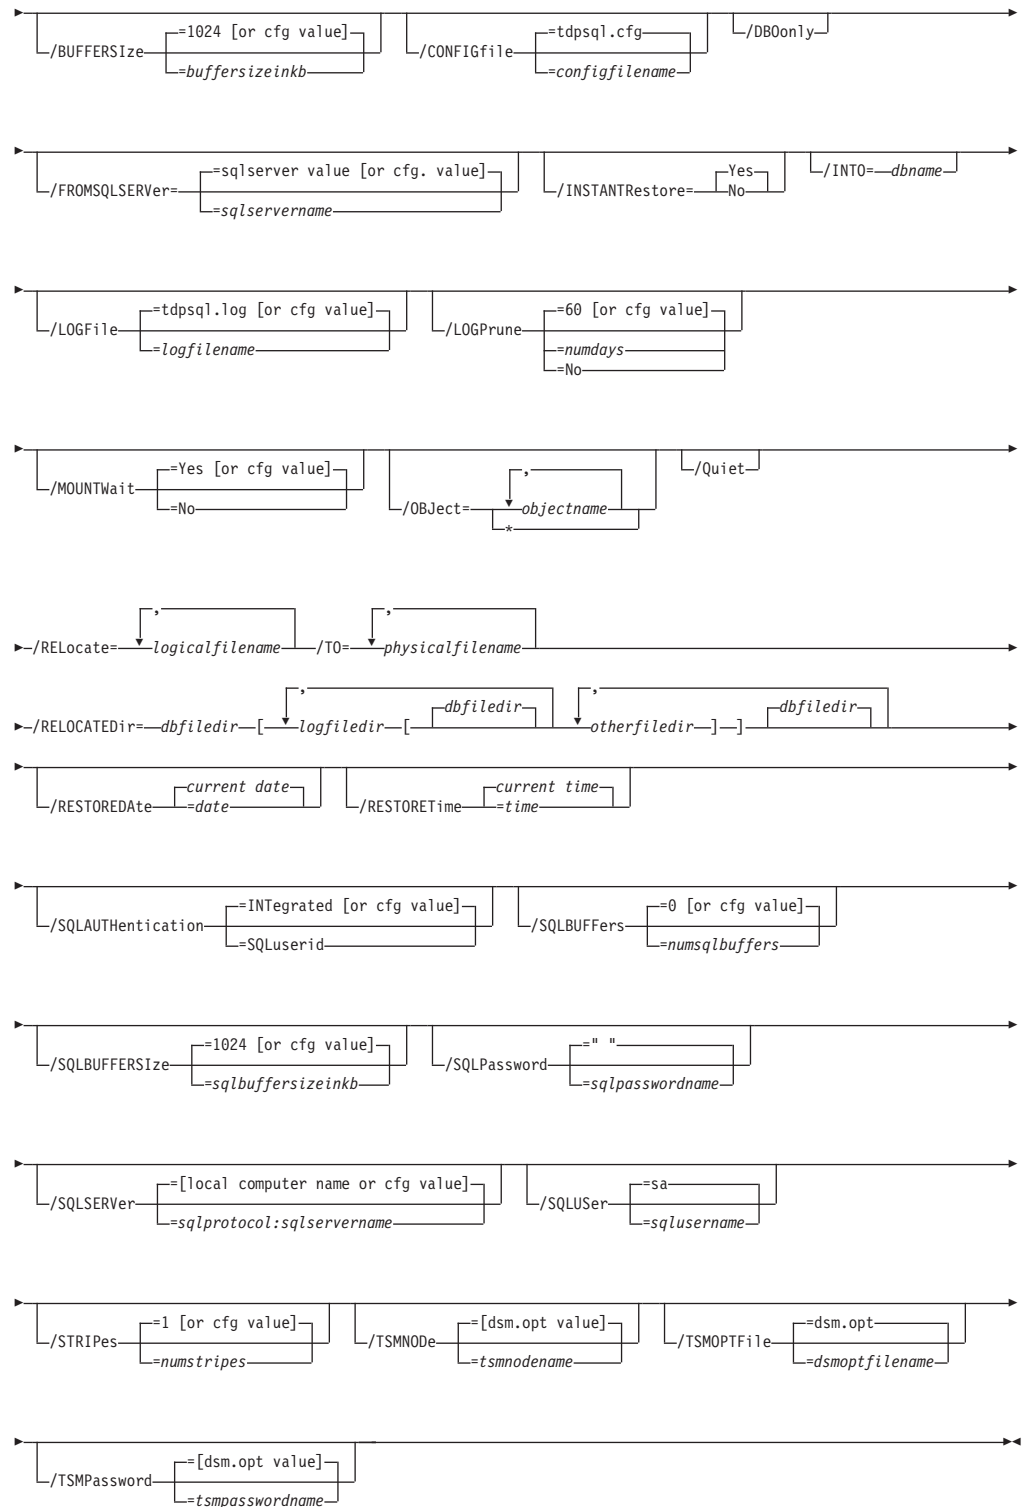 =1024 [or cfg value] =tdpsql.cfg /DBOonly
/BUFFERSIze =buffersizeinkb /CONFIGfile =configfilename
=sqlserver value [or cfg. value] Yes /INTO= dbname
/FROMSQLSERVer= =sqlservername /INSTANTRestore= No
=tdpsql.log [or cfg value] =60 [or cfg value]
/LOGFile =logfilename /LOGPrune =numdays
=No
=Yes [or cfg value] , /Quiet
/MOUNTWait =No /OBJect= objectname
*
, ,
/RELocate= logicalfilename /TO= physicalfilename
, dbfiledir , dbfiledir
/RELOCATEDir= dbfiledir [ logfiledir [ otherfiledir ] ]
current date current time
/RESTOREDAte =date /RESTORETime =time
=INTegrated [or cfg value] =0 [or cfg value]
/SQLAUTHentication =SQLuserid /SQLBUFFers =numsqlbuffers
=1024 [or cfg value] =" "
/SQLBUFFERSIze =sqlbuffersizeinkb /SQLPassword =sqlpasswordname
=[local computer name or cfg value] =sa
/SQLSERVer =sqlprotocol:sqlservername /SQLUSer =sqlusername
=1 [or cfg value] =[dsm.opt value] =dsm.opt
/STRIPes =numstripes /TSMNODe =tsmnodename /TSMOPTFile =dsmoptfilename
=[dsm.opt value]
/TSMPassword =tsmpasswordname